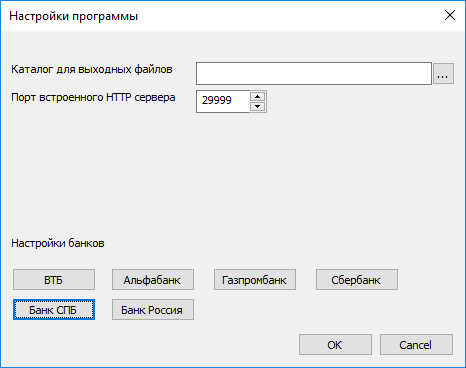 Настройки программы
Каталог для выходных файлов
...
Порт встроенного HTTP сервера 29999
Настройки банков
ВТБ Альфабанк Газпромбанк Сбербанк
Банк СПБ Банк Россия
OK Cancel